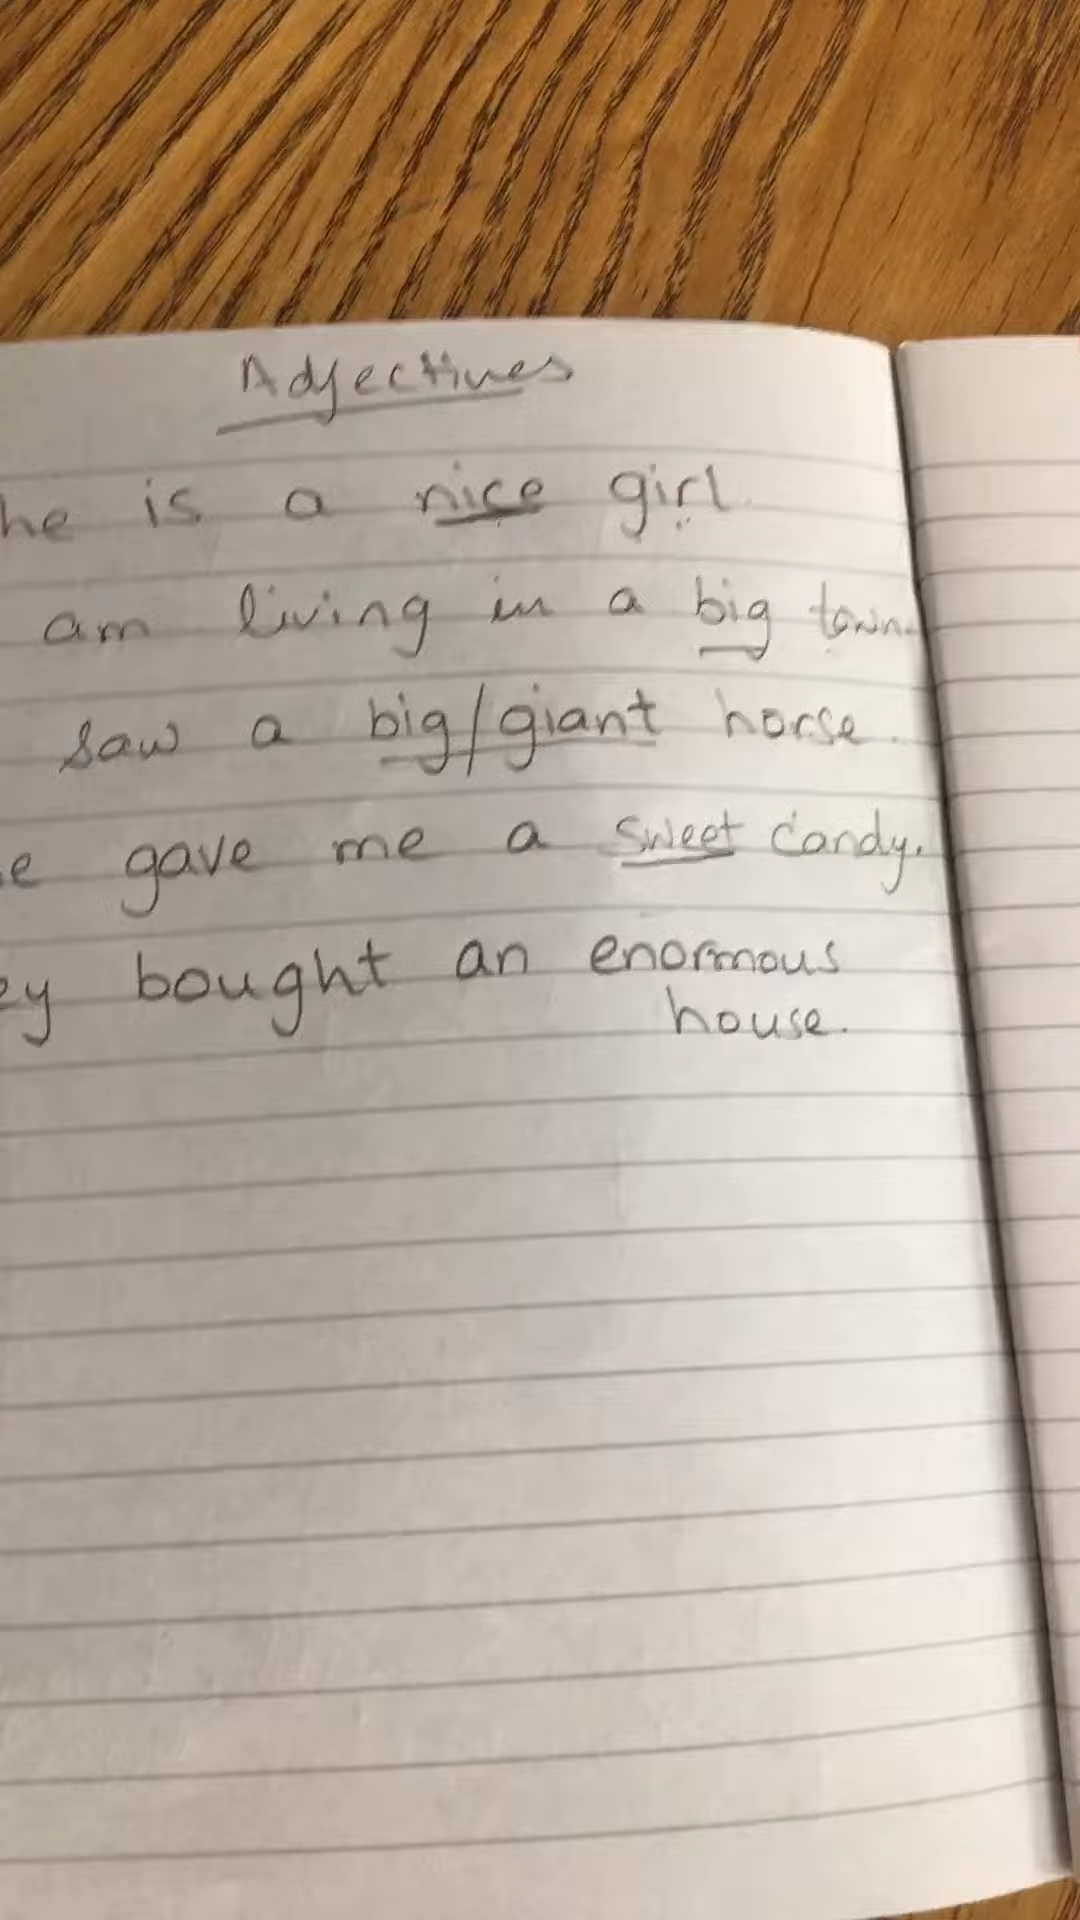 Adjectives
he is a nice girl.
am living in a big town.
saw a big/giant horse.
e gave me a sweet candy.
ey bought an enormous
house.